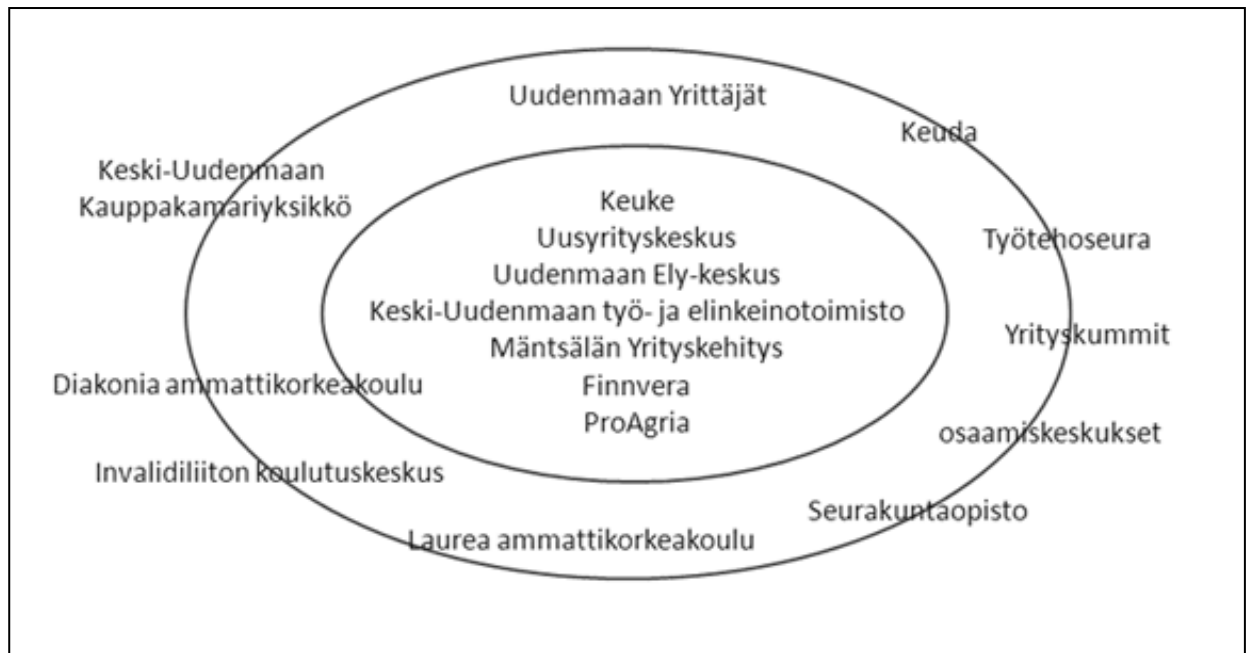 Uudenmaan Yrittäjät
Keuda
Keski-Uudenmaan
Kauppakamariyksikkö
Keuke
Uusyrityskeskus
Uudenmaan Ely-keskus
Keski-Uudenmaan työ- ja elinkeinotoimisto
Mäntsälän Yrityskehitys
Finnvera
ProAgria
Työtehoseura
Yrityskummit
osaamiskeskukset
Seurakuntaopisto
Diakonia ammattikorkeakoulu
Invalidiliiton koulutuskeskus
Laurea ammattikorkeakoulu